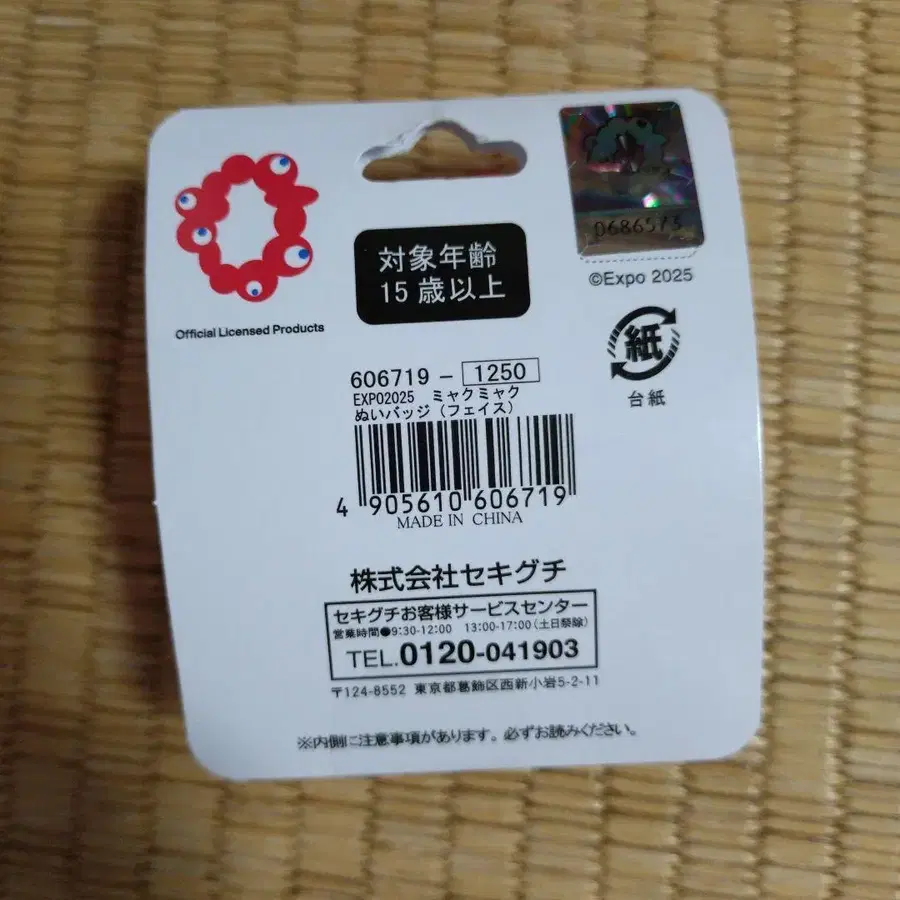 対象年齢
15歳以上
0686573
©Expo 2025
Official Licensed Products
紙
台紙
606719 - 1250
EXPO2025 ミャクミャク
ぬいバッジ（フェイス）
4 905610 606719
MADE IN CHINA
株式会社セキグチ
セキグチお客様サービスセンター
営業時間●9:30-12:00 13:00-17:00（土日祭除）
TEL.0120-041903
〒124-8552 東京都葛飾区西新小岩5-2-11
※内側に注意事項があります。必ずお読みください。